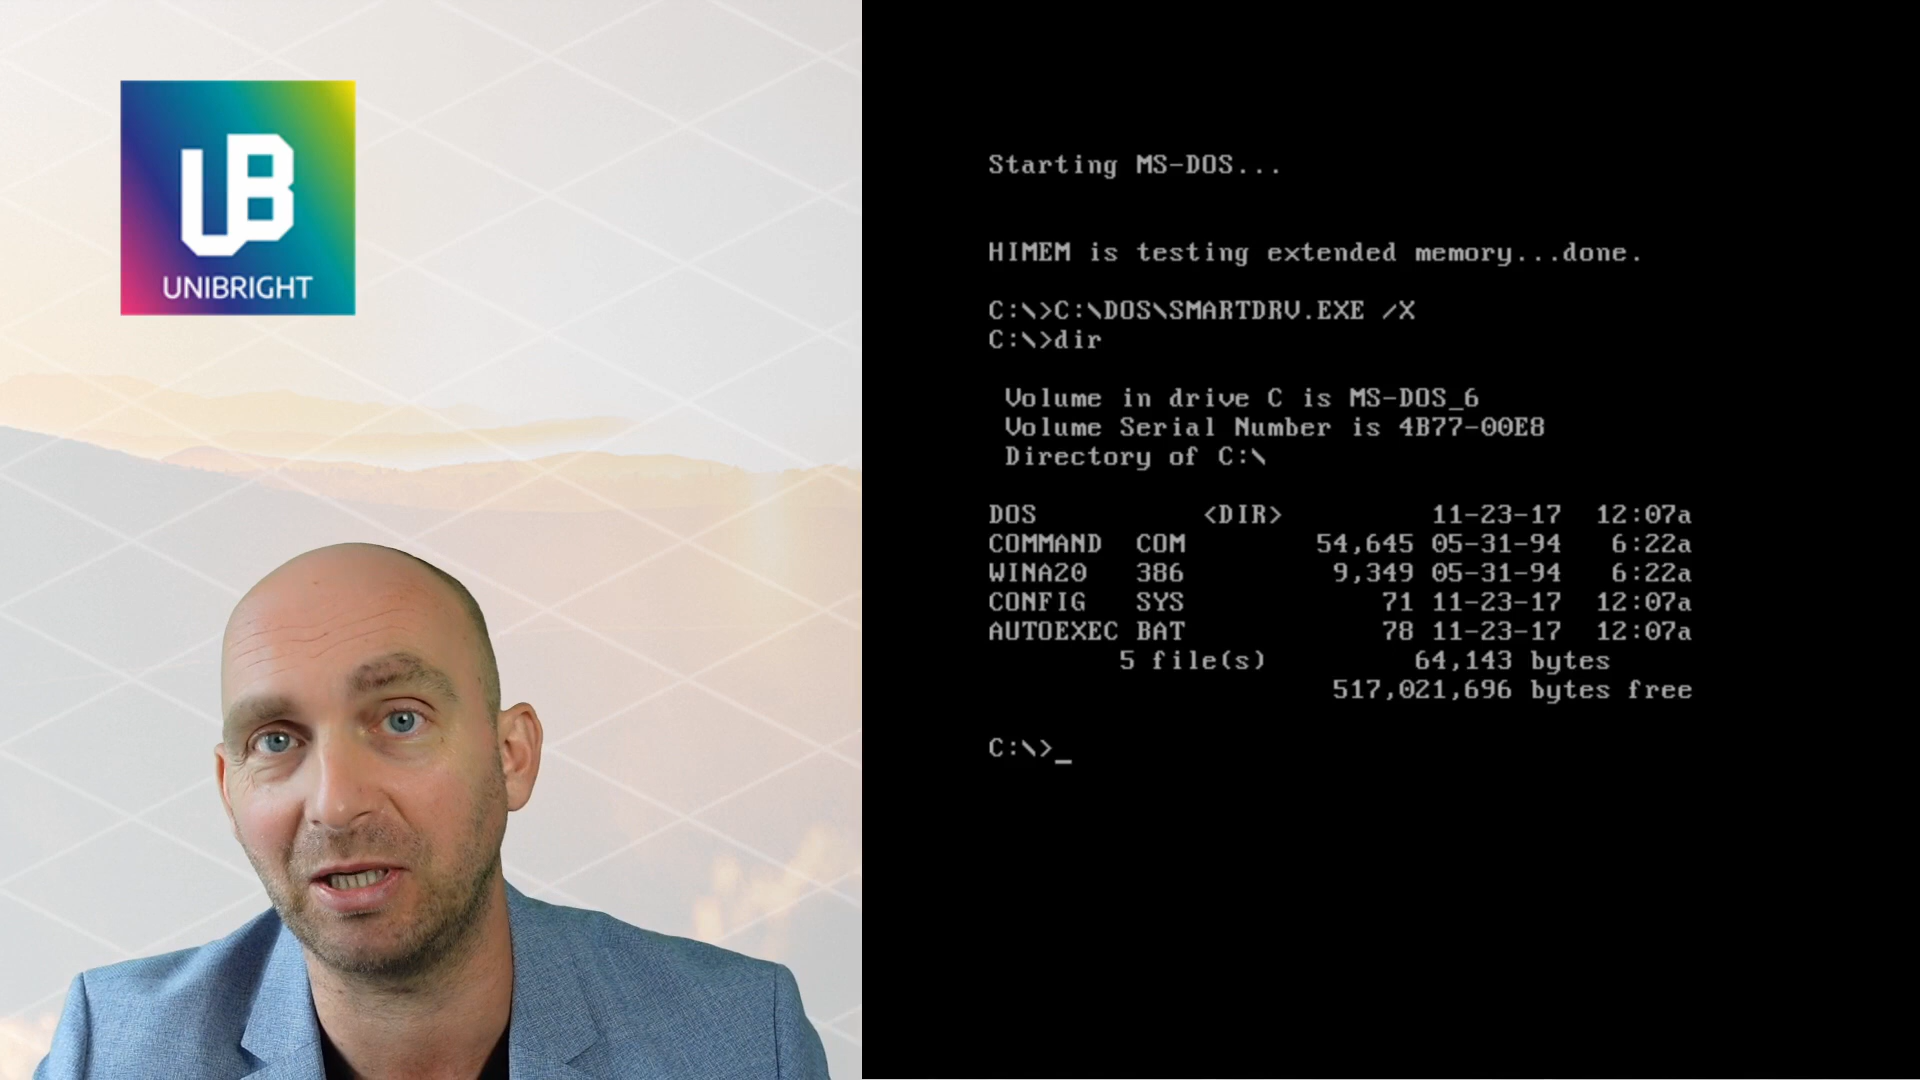 UB
UNIBRIGHT
Starting MS-DOS...
HIMEM is testing extended memory...done.
C:\>C:\DOS\SMARTDRV.EXE /X
C:\>dir
Volume in drive C is MS-DOS_6
Volume Serial Number is 4B77-00E8
Directory of C:\
DOS <DIR> 11-23-17 12:07a
COMMAND COM 54,645 05-31-94 6:22a
WINA20 386 9,349 05-31-94 6:22a
CONFIG SYS 71 11-23-17 12:07a
AUTOEXEC BAT 78 11-23-17 12:07a
5 file(s) 64,143 bytes
517,021,696 bytes free
C:\>_